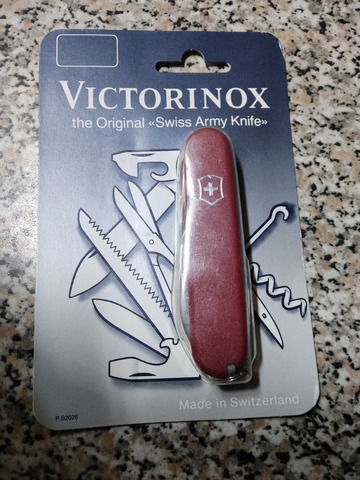 VICTORINOX
the Original «Swiss Army Knife»
Made in Switzerland
P.92026